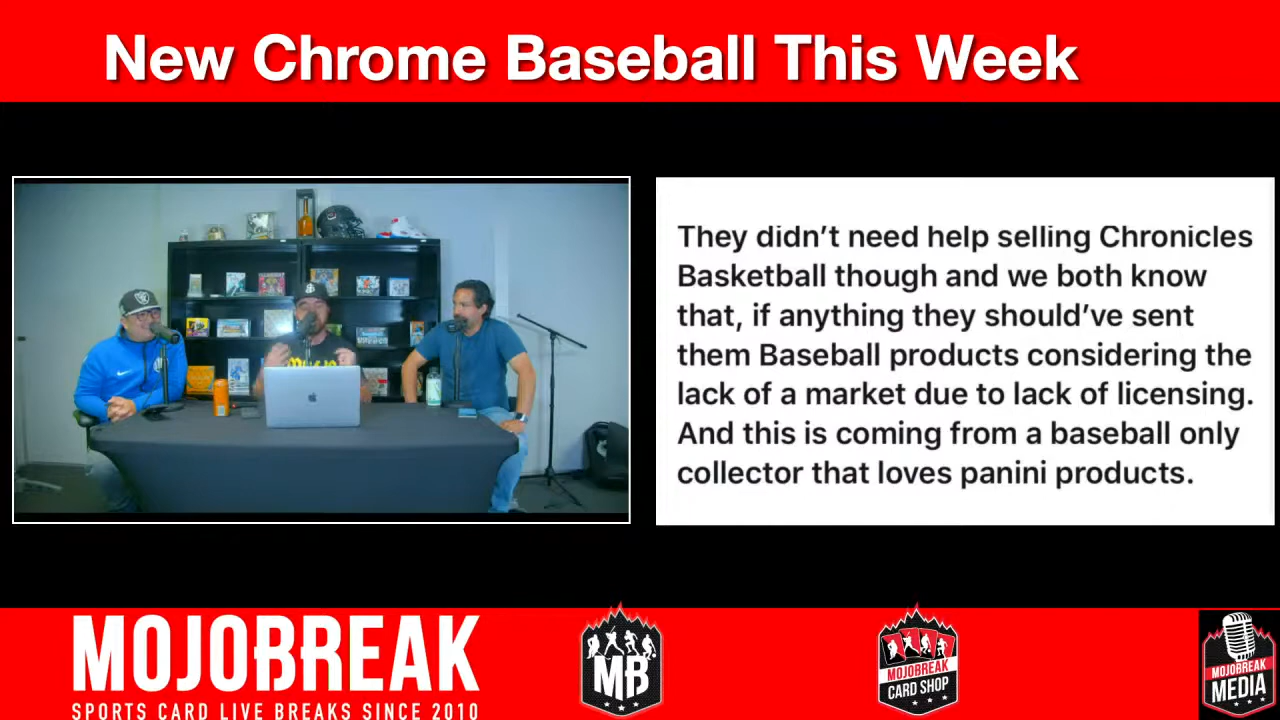 New Chrome Baseball This Week
They didn’t need help selling Chronicles
Basketball though and we both know
that, if anything they should’ve sent
them Baseball products considering the
lack of a market due to lack of licensing.
And this is coming from a baseball only
collector that loves panini products.
MOJOBREAK
SPORTS CARD LIVE BREAKS SINCE 2010
MB
MOJOBREAK
CARD SHOP
MOJOBREAK
MEDIA